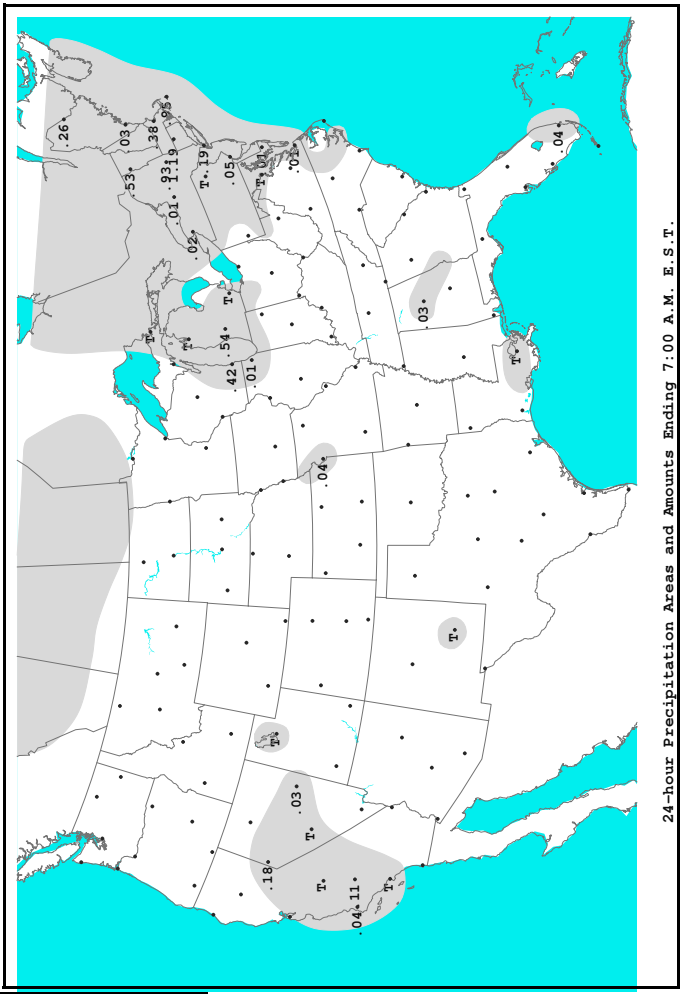 .26
.03
.53
T
.38
.95
.93
1.19
.01
T
.02
.19
T
.54
T
.05
.42
.01
T
.01
.18
T
.01
.03
T
T
.04
.11
.04
T
.03
T
T
.04
24-hour Precipitation Areas and Amounts Ending 7:00 A.M. E.S.T.